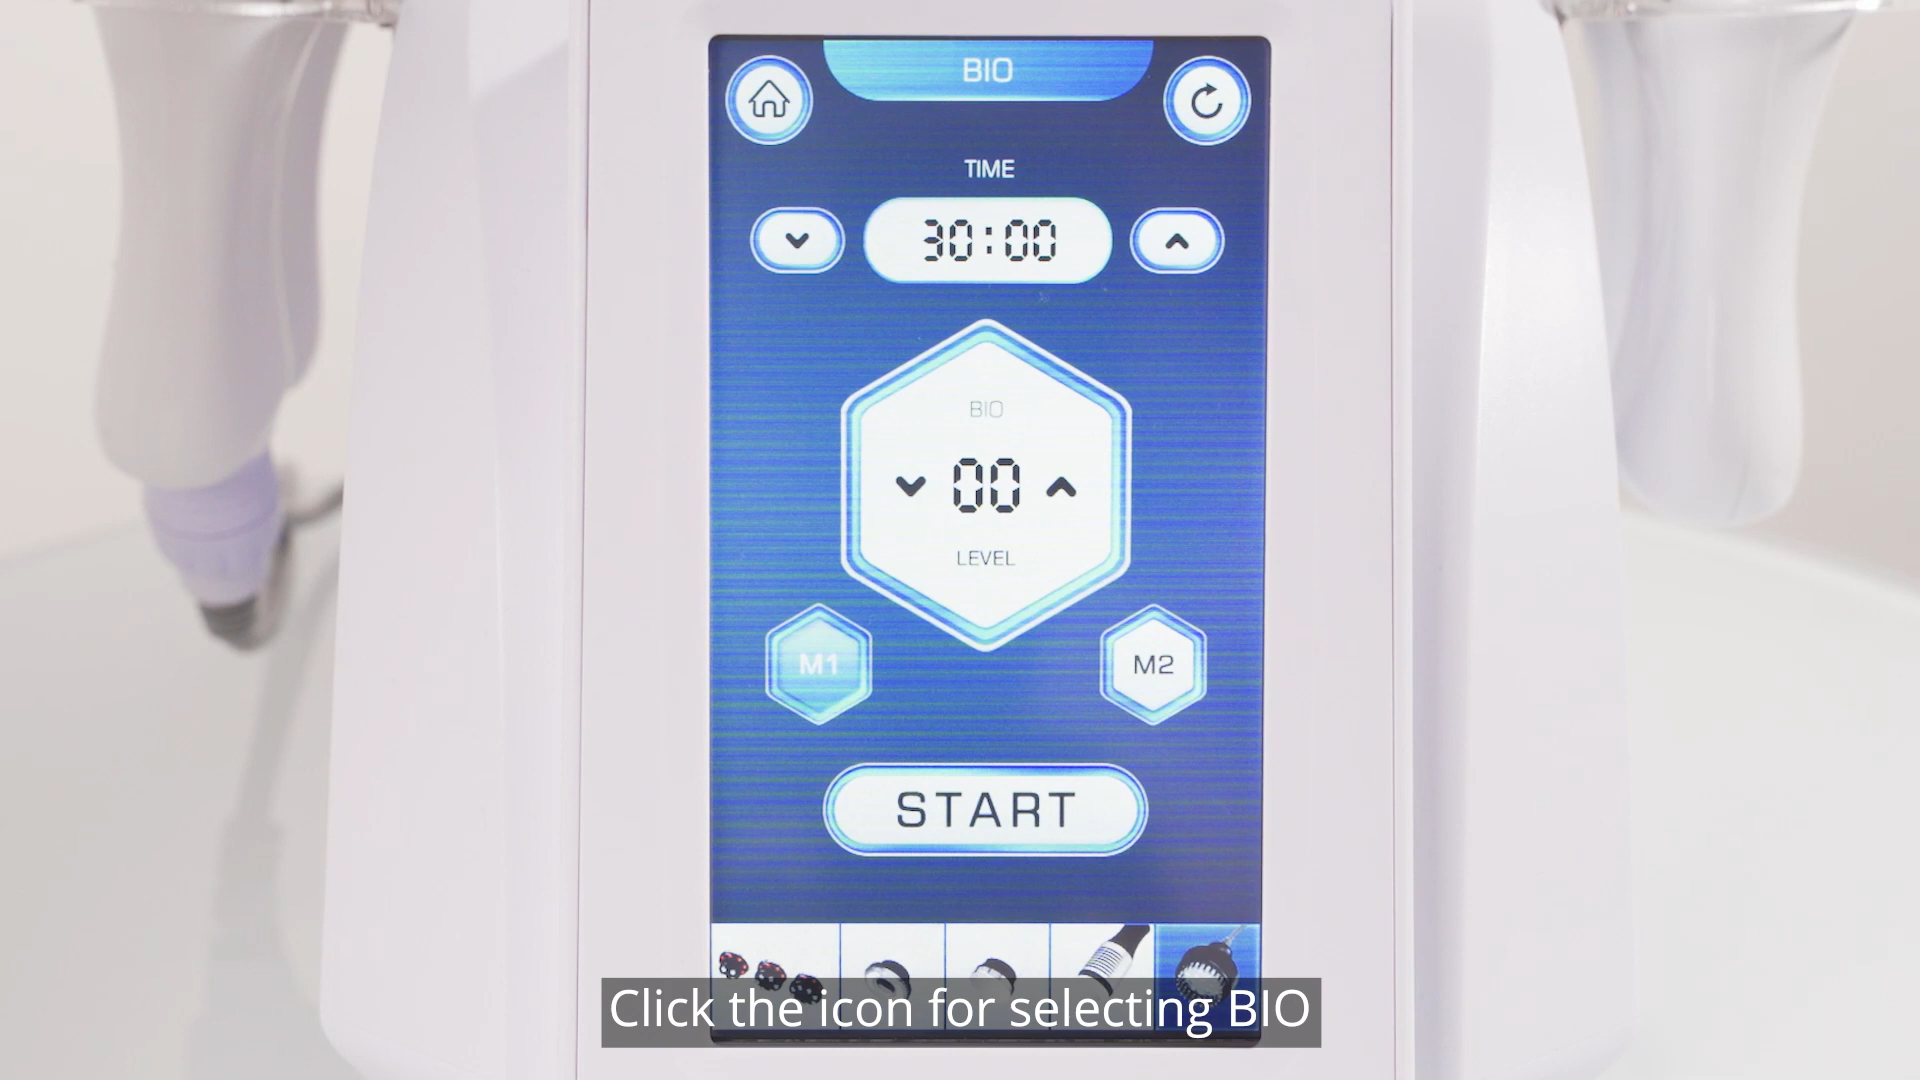 BIO
TIME
30:00
BIO
00
LEVEL
M1
M2
START
Click the icon for selecting BIO